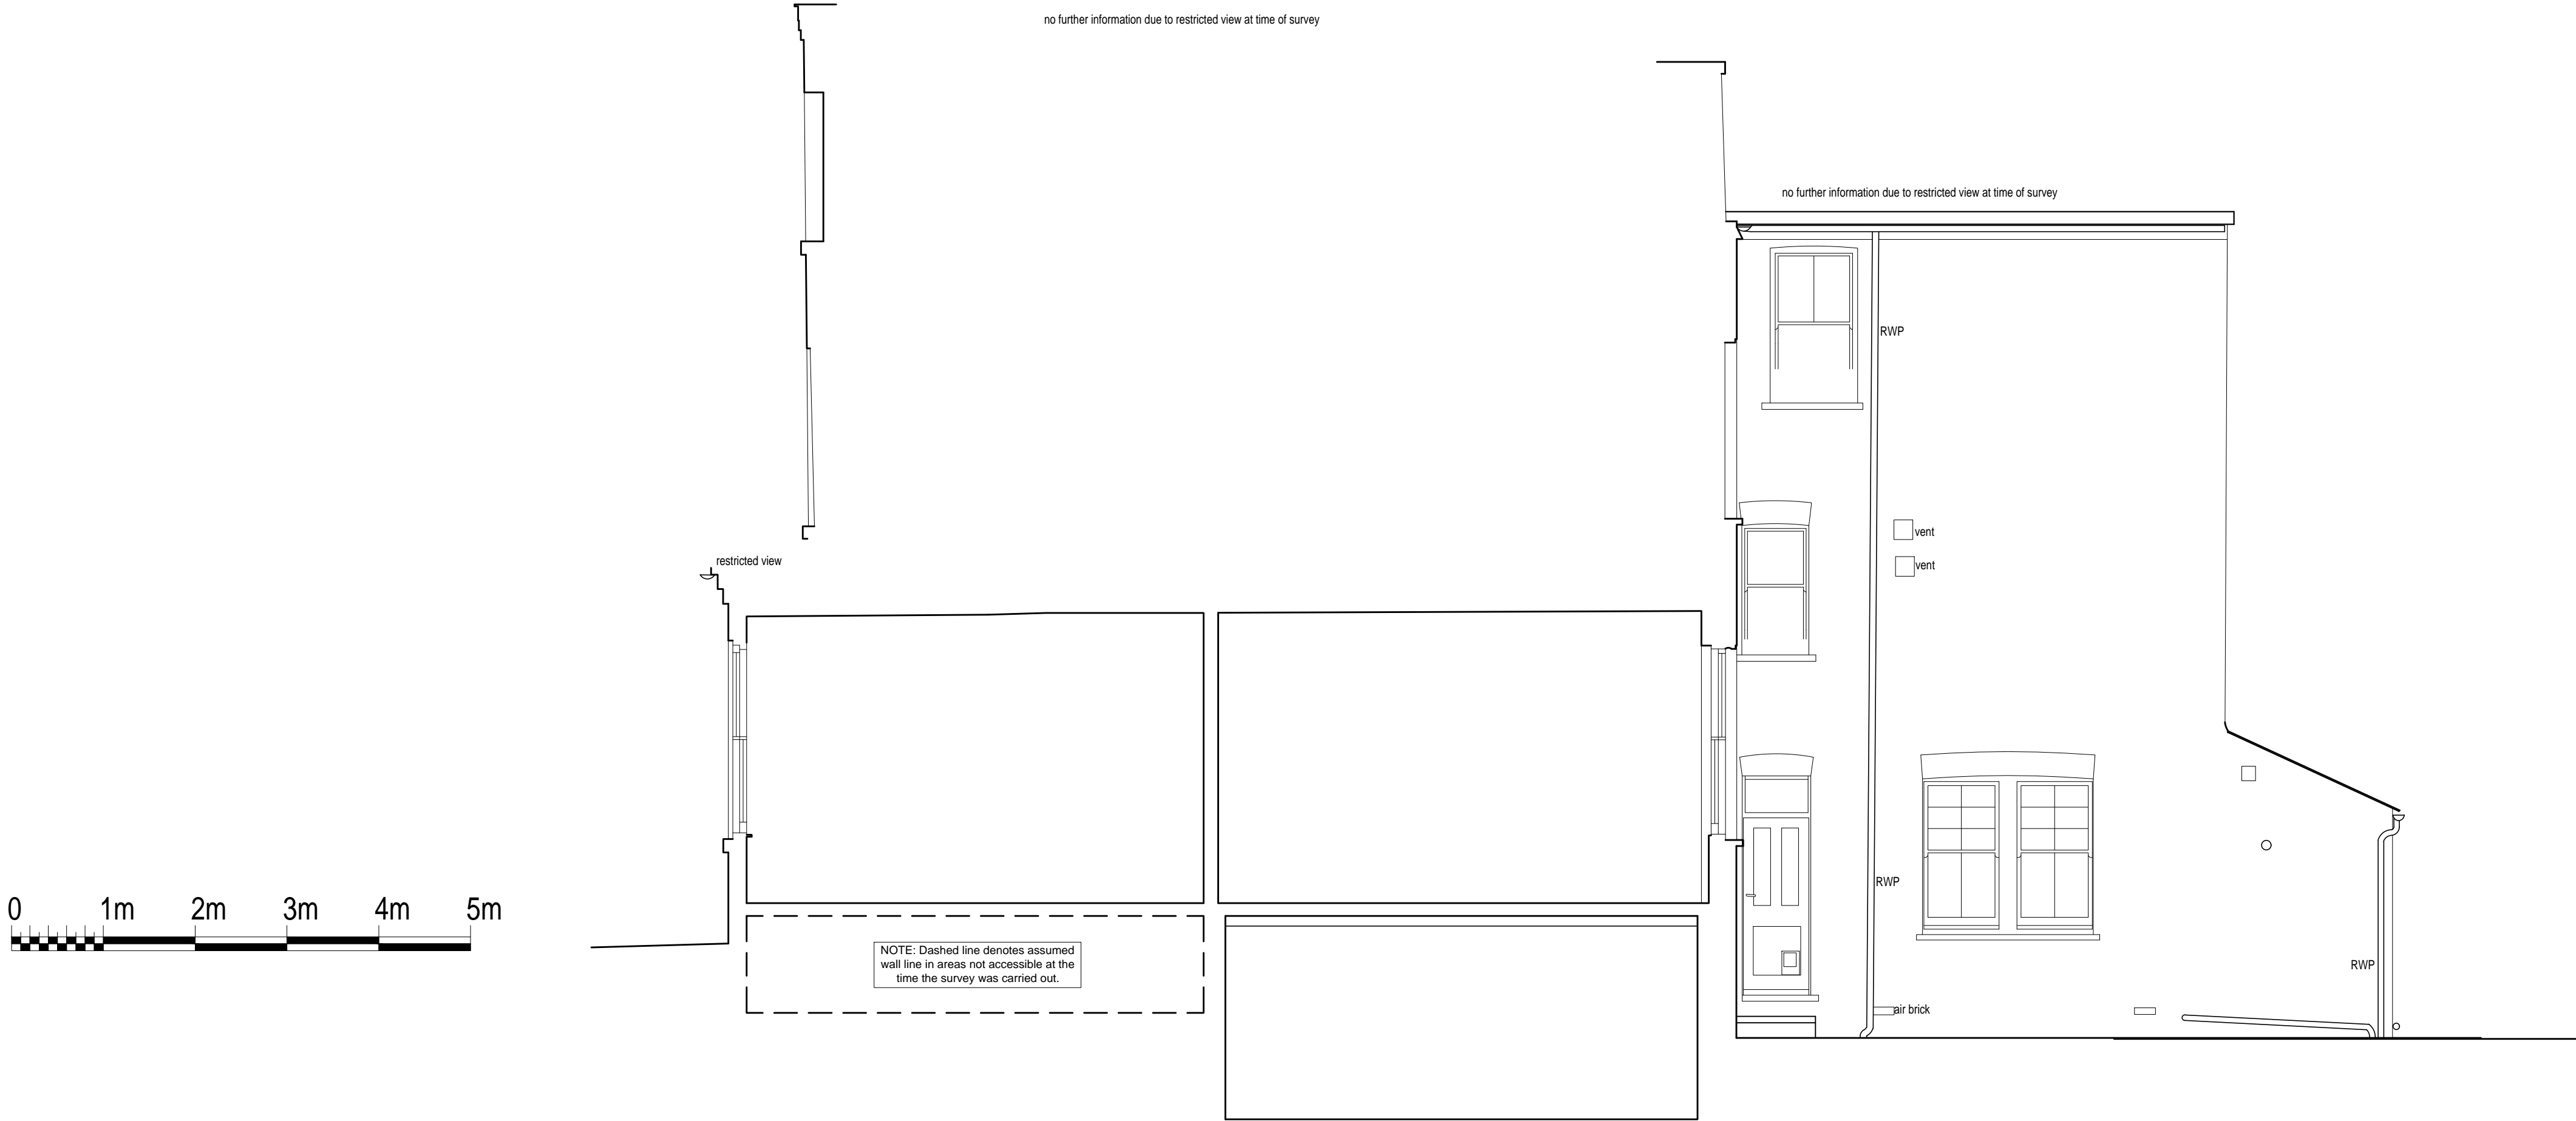 no further information due to restricted view at time of survey
no further information due to restricted view at time of survey
RWP
vent
restricted view
vent
RWP
0 1m 2m 3m 4m 5m
NOTE: Dashed line denotes assumed
wall line in areas not accessible at the
time the survey was carried out.
RWP
air brick